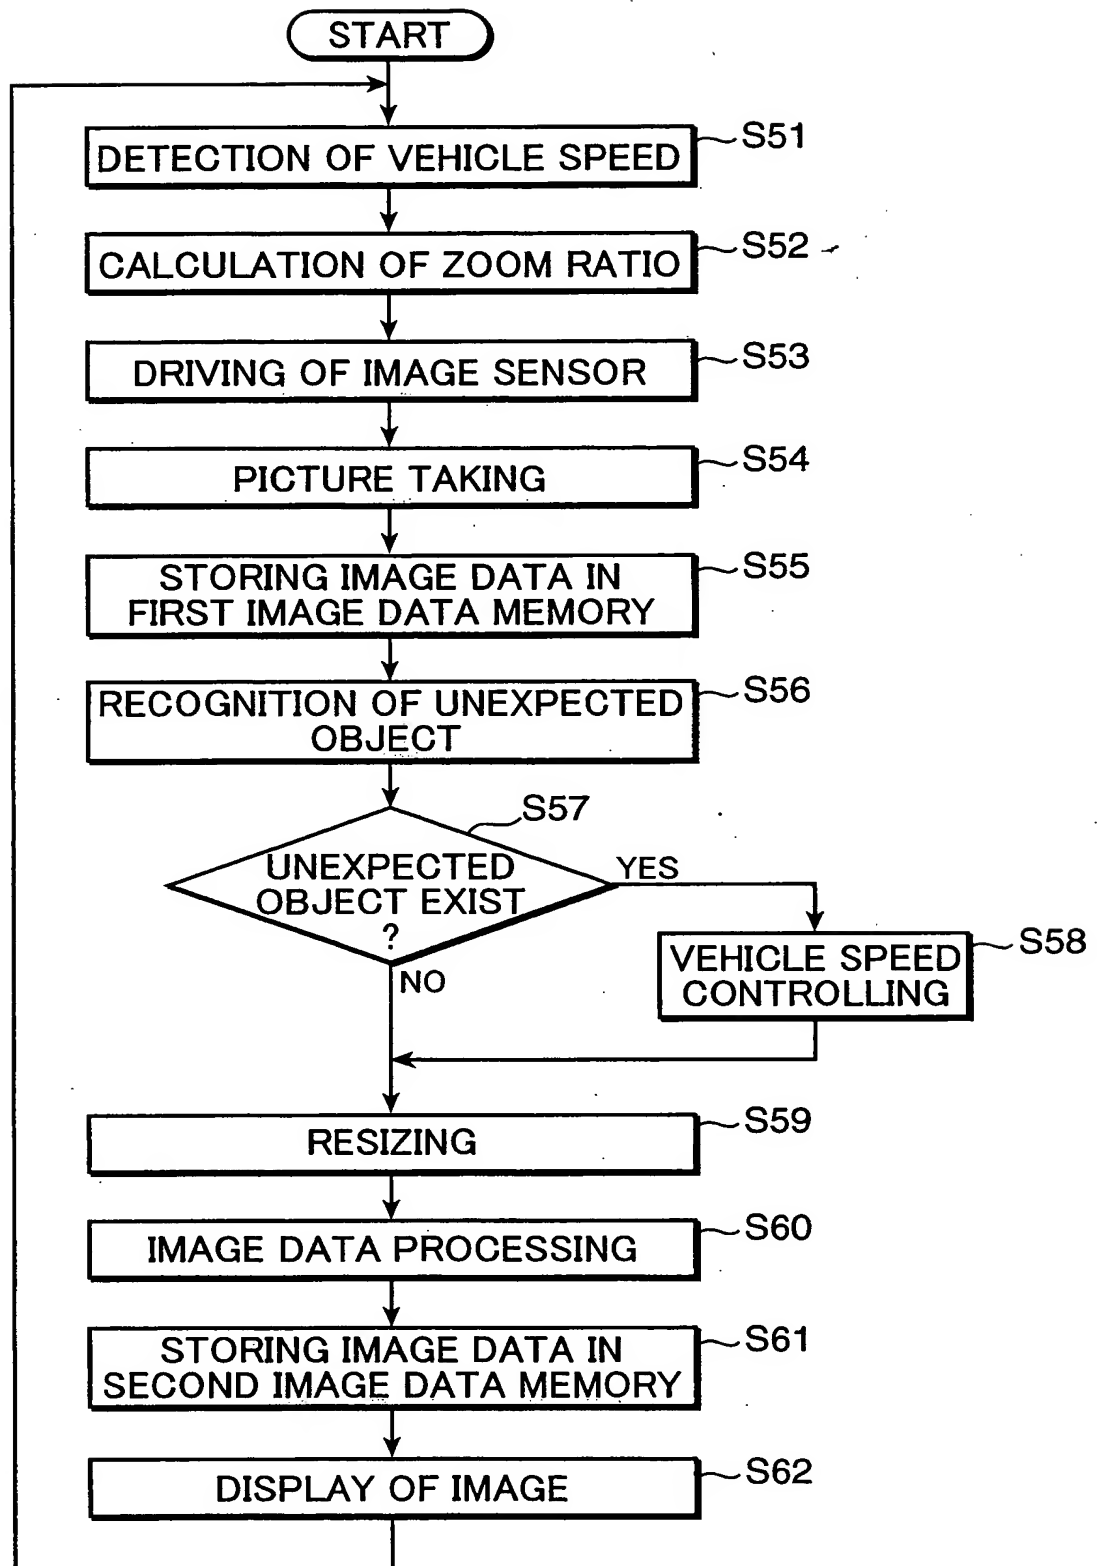 START
S51
DETECTION OF VEHICLE SPEED
S52
CALCULATION OF ZOOM RATIO
S53
DRIVING OF IMAGE SENSOR
S54
PICTURE TAKING
S55
STORING IMAGE DATA IN
FIRST IMAGE DATA MEMORY
S56
RECOGNITION OF UNEXPECTED
OBJECT
S57
UNEXPECTED
OBJECT EXIST
?
YES
NO
S58
VEHICLE SPEED
CONTROLLING
S59
RESIZING
S60
IMAGE DATA PROCESSING
S61
STORING IMAGE DATA IN
SECOND IMAGE DATA MEMORY
S62
DISPLAY OF IMAGE